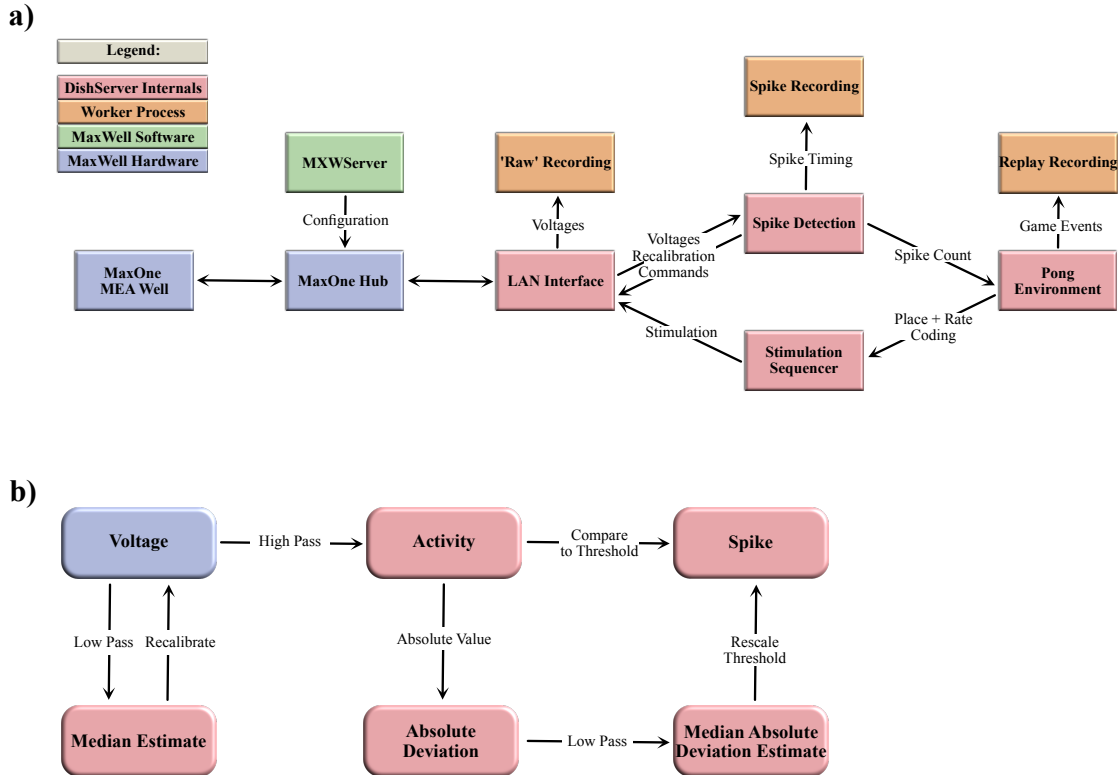 a)
Legend:
DishServer Internals
Worker Process
MaxWell Software
MaxWell Hardware
MXWServer
'Raw' Recording
Spike Recording
Replay Recording
Configuration
Voltages
Spike Timing
Game Events
MaxOne
MEA Well
MaxOne Hub
LAN Interface
Voltages
Recalibration
Commands
Spike Detection
Spike Count
Pong
Environment
Stimulation
Stimulation
Sequencer
Place + Rate
Coding
b)
Voltage
High Pass
Activity
Compare
to Threshold
Spike
Low Pass
Recalibrate
Absolute Value
Rescale
Threshold
Median Estimate
Absolute
Deviation
Low Pass
Median Absolute
Deviation Estimate